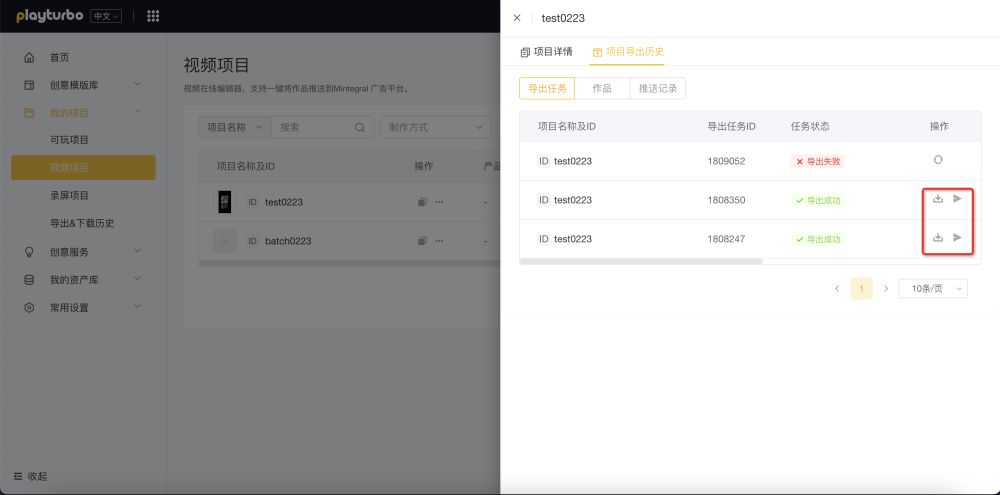 playturbo 中文
首页
创意模版库
我的项目
可玩项目
视频项目
录屏项目
导出&下载历史
创意服务
我的资产库
常用设置
收起
视频项目
视频在线编辑器，支持一键将作品推送到Mintegral 广告平台。
项目名称 搜索 制作方式
项目名称及ID 操作 产品
ID test0223 -
ID batch0223 -
test0223
项目详情 项目导出历史
导出任务 作品 推送记录
项目名称及ID 导出任务ID 任务状态 操作
ID test0223 1809052 导出失败
ID test0223 1808350 导出成功
ID test0223 1808247 导出成功
1 10条/页